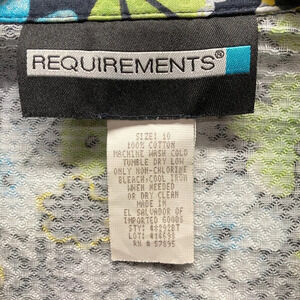 REQUIREMENTS®
SIZE: 10
100% COTTON
MACHINE WASH COLD
TUMBLE DRY LOW
ONLY NON-CHLORINE
BLEACH,COOL IRON
WHEN NEEDED
OR DRY CLEAN
MADE IN
EL SALVADOR OF
IMPORTED GOODS
RN # 57895